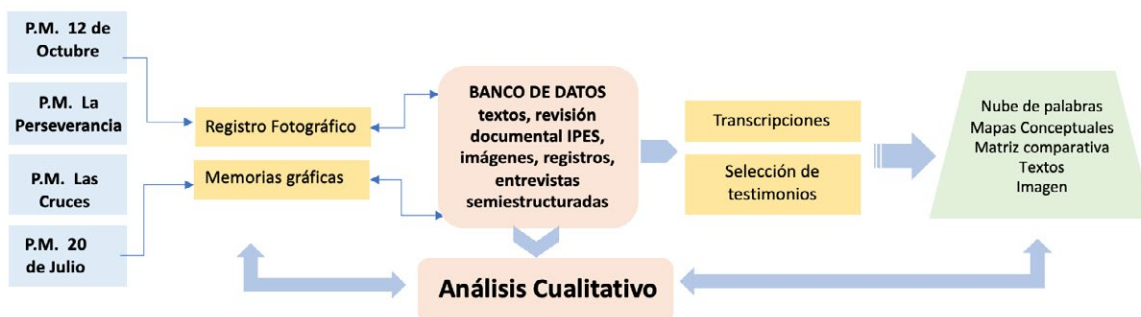 P.M. 12 de
Octubre
P.M. La
Perseverancia
P.M. Las
Cruces
P.M. 20
de Julio
Registro Fotográfico
Memorias gráficas
BANCO DE DATOS
textos, revisión
documental IPES,
imágenes, registros,
entrevistas
semiestructuradas
Transcripciones
Selección de
testimonios
Nube de palabras
Mapas Conceptuales
Matriz comparativa
Textos
Imagen
Análisis Cualitativo